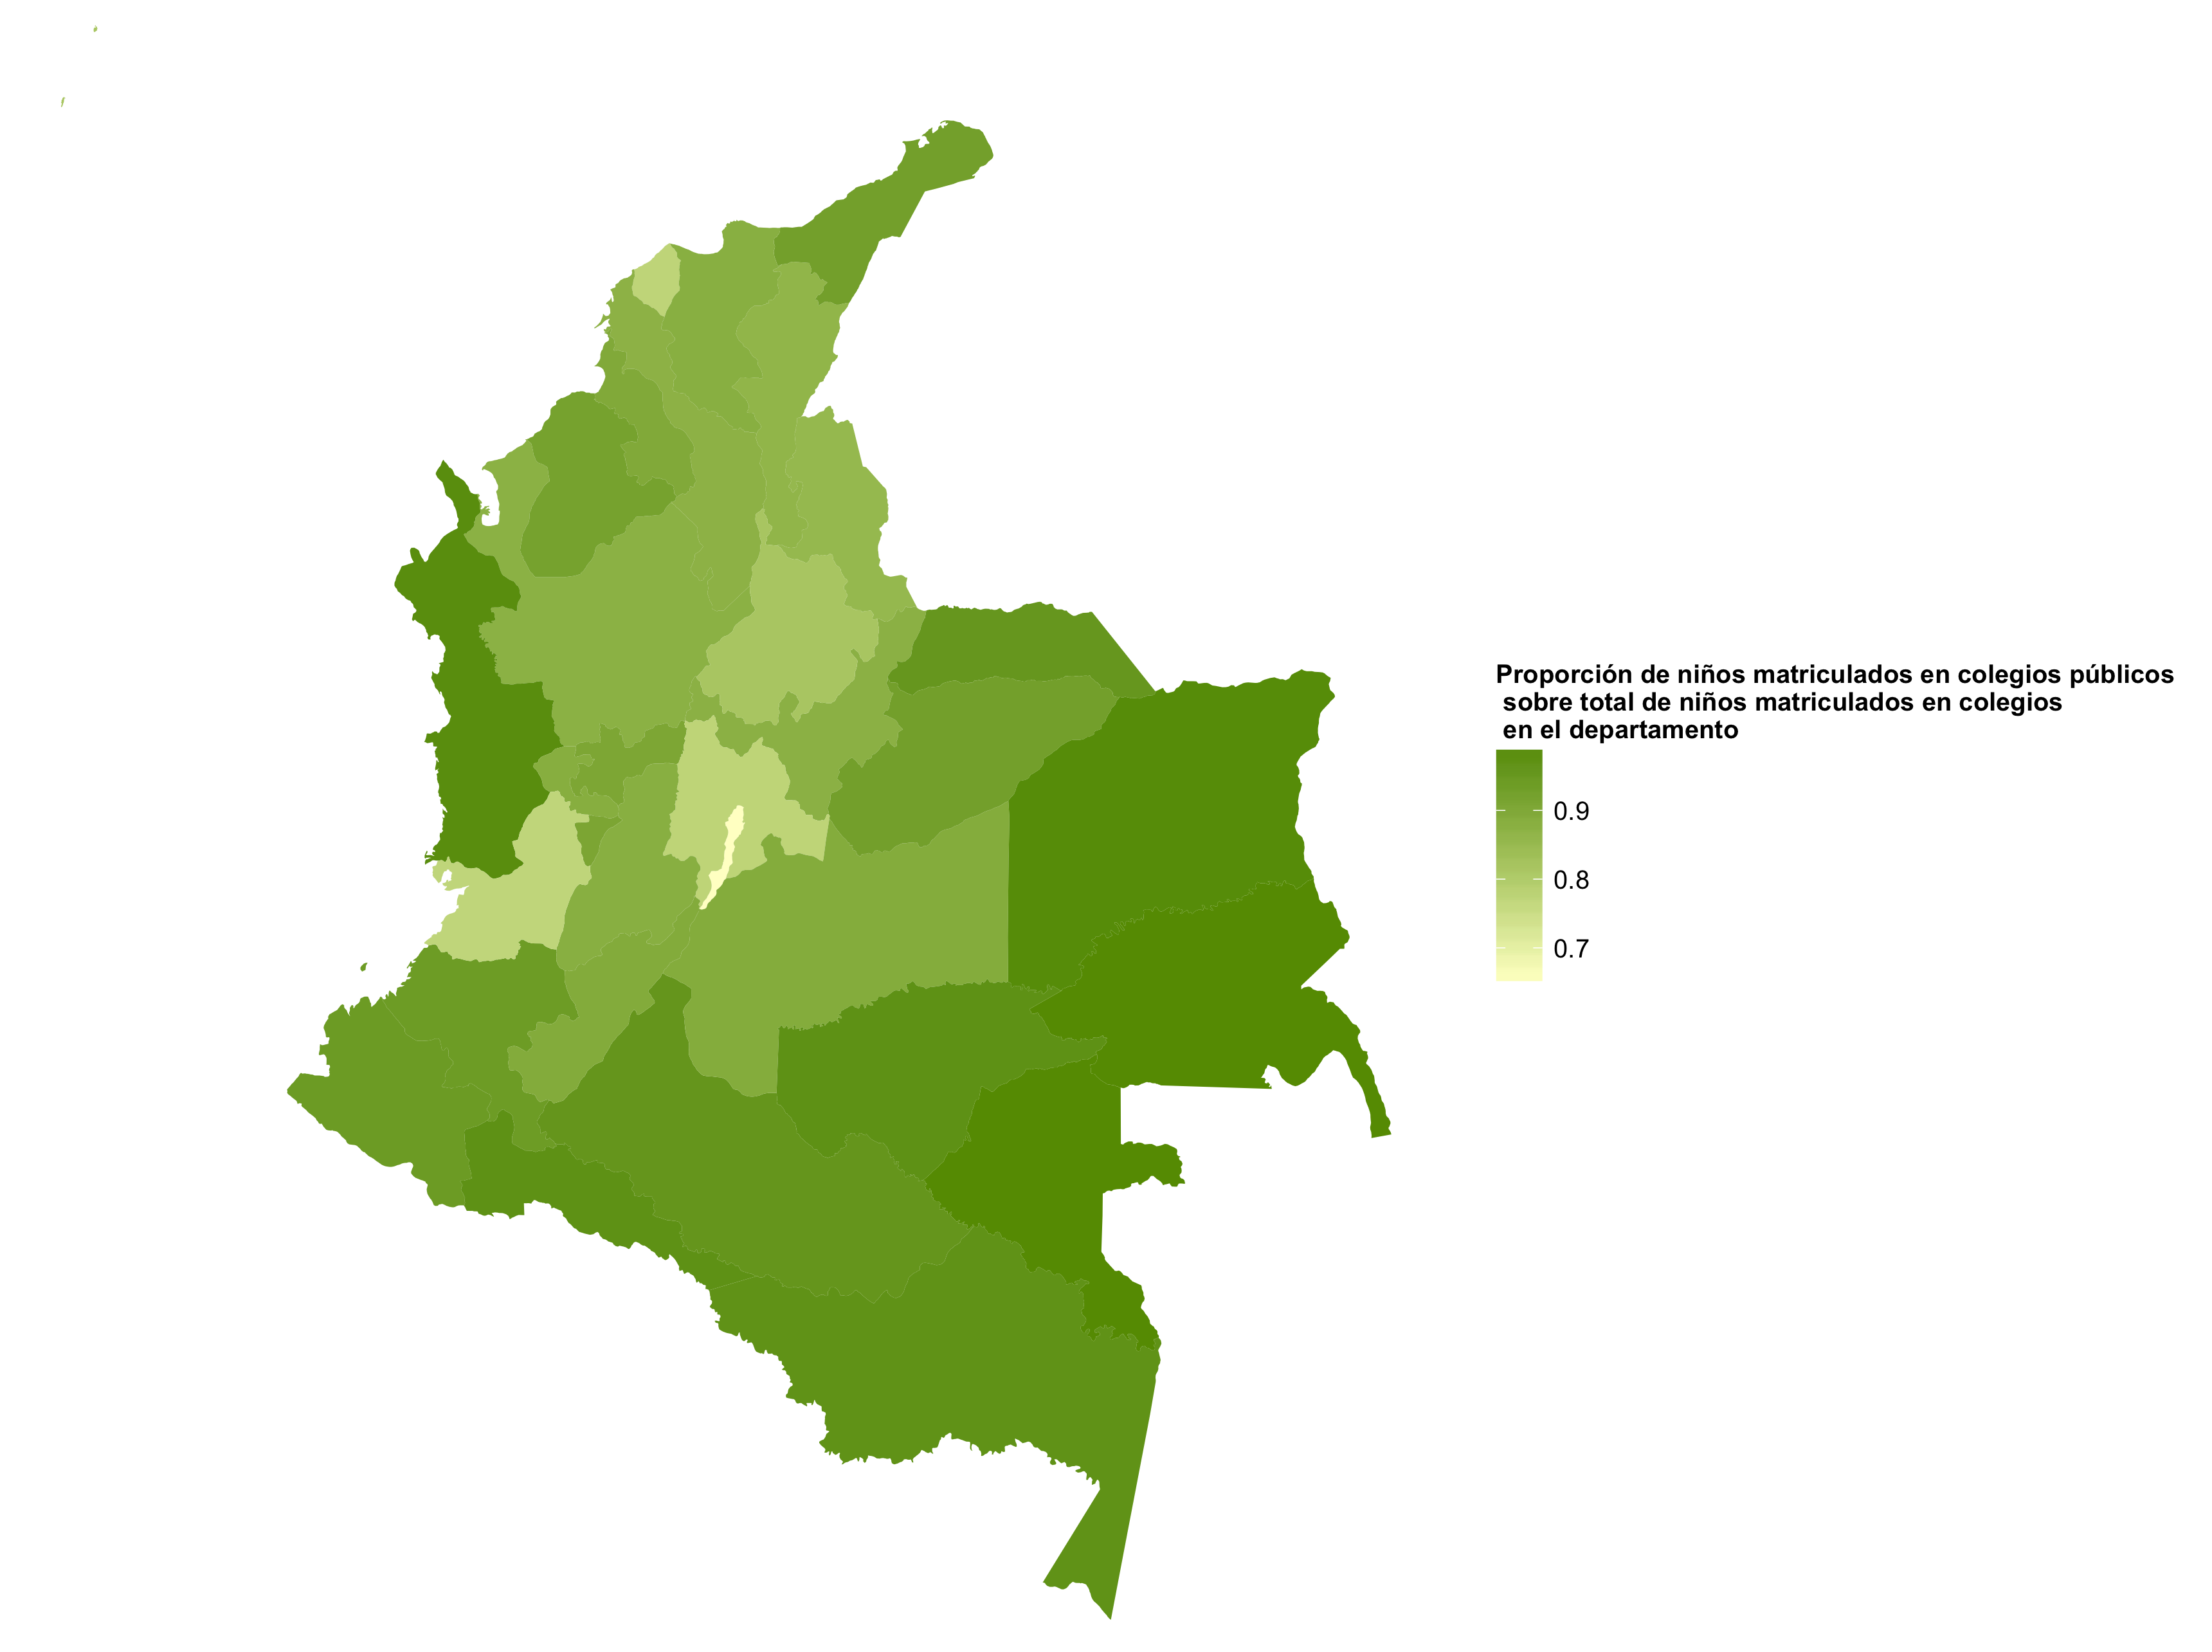 Proporción de niños matriculados en colegios públicos
sobre total de niños matriculados en colegios
en el departamento
0.9
0.8
0.7